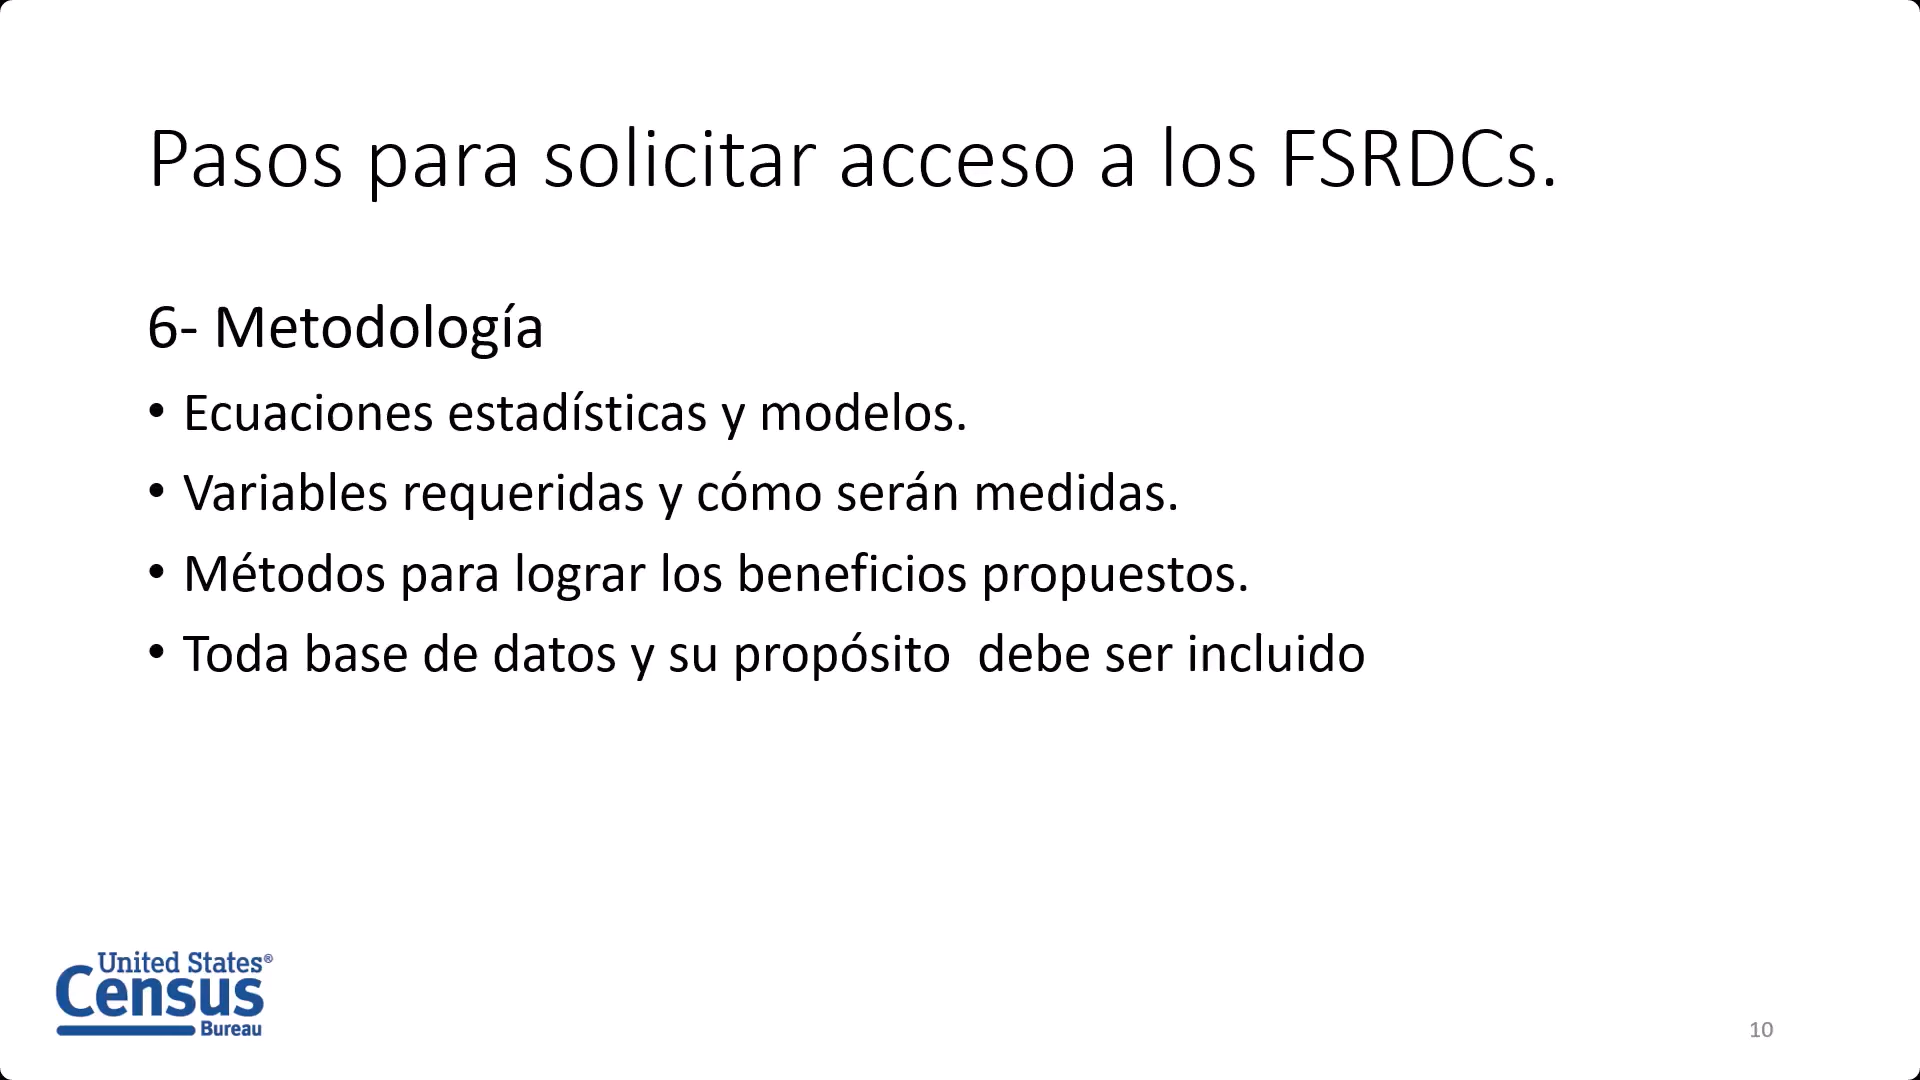 Pasos para solicitar acceso a los FSRDCs.
6- Metodología
• Ecuaciones estadísticas y modelos.
• Variables requeridas y cómo serán medidas.
• Métodos para lograr los beneficios propuestos.
• Toda base de datos y su propósito  debe ser incluido
United States®
Census
Bureau
10